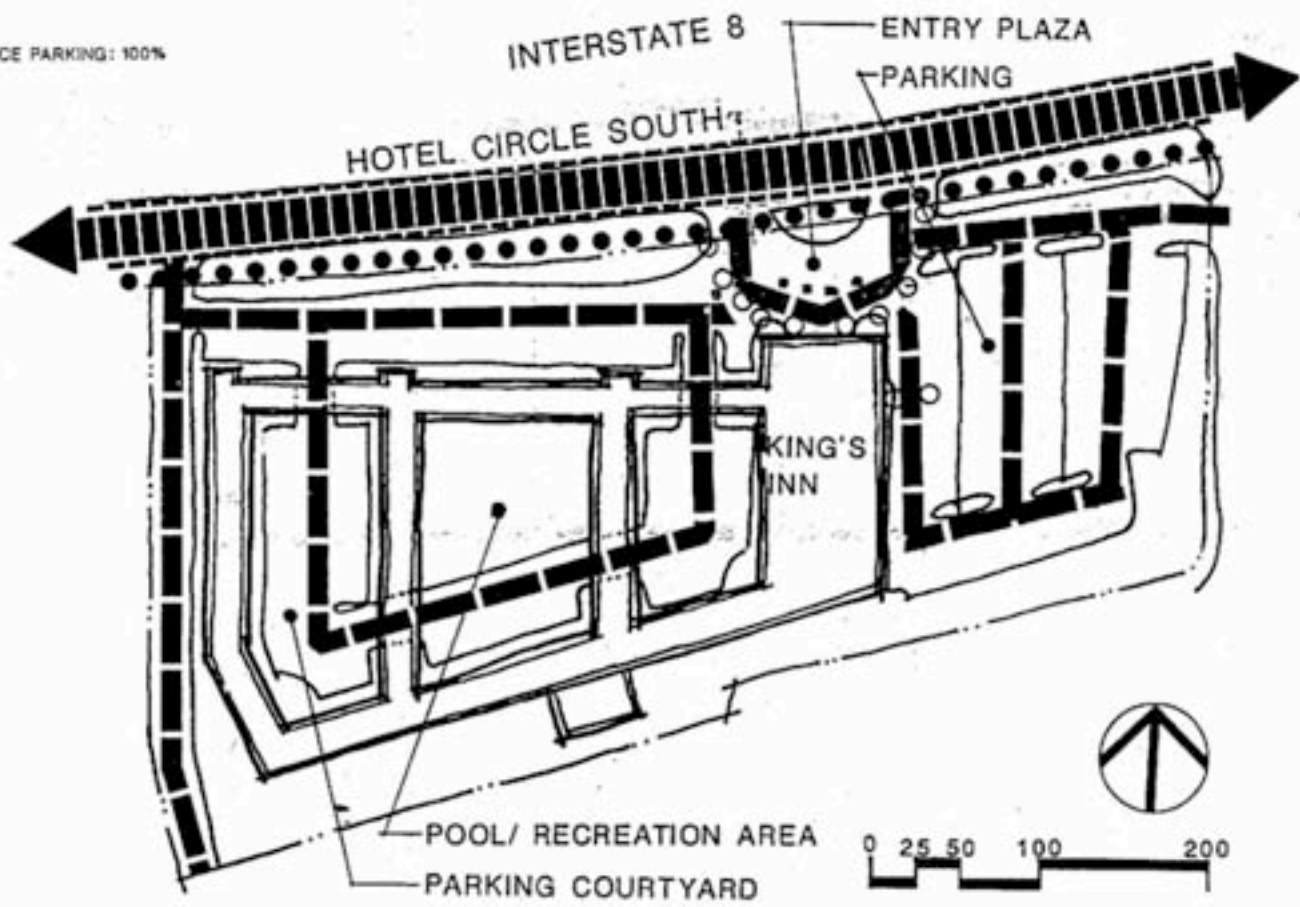 CE PARKING: 100%
INTERSTATE 8
ENTRY PLAZA
PARKING
HOTEL CIRCLE SOUTH
KING'S
INN
POOL/ RECREATION AREA
PARKING COURTYARD
0 25 50 100 200